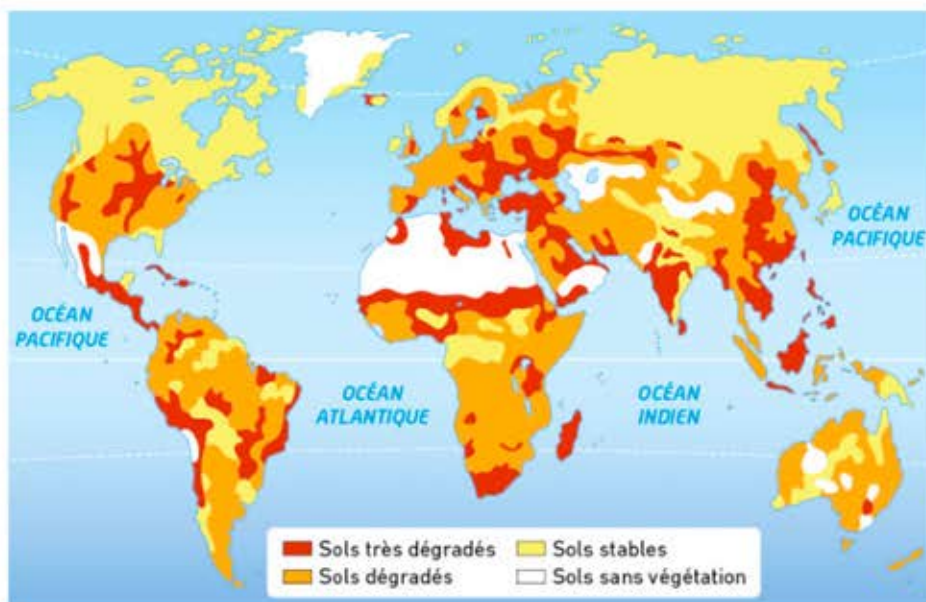 OCÉAN
PACIFIQUE
OCÉAN
PACIFIQUE
OCÉAN
ATLANTIQUE
OCÉAN
INDIEN
Sols très dégradés
Sols stables
Sols dégradés
Sols sans végétation